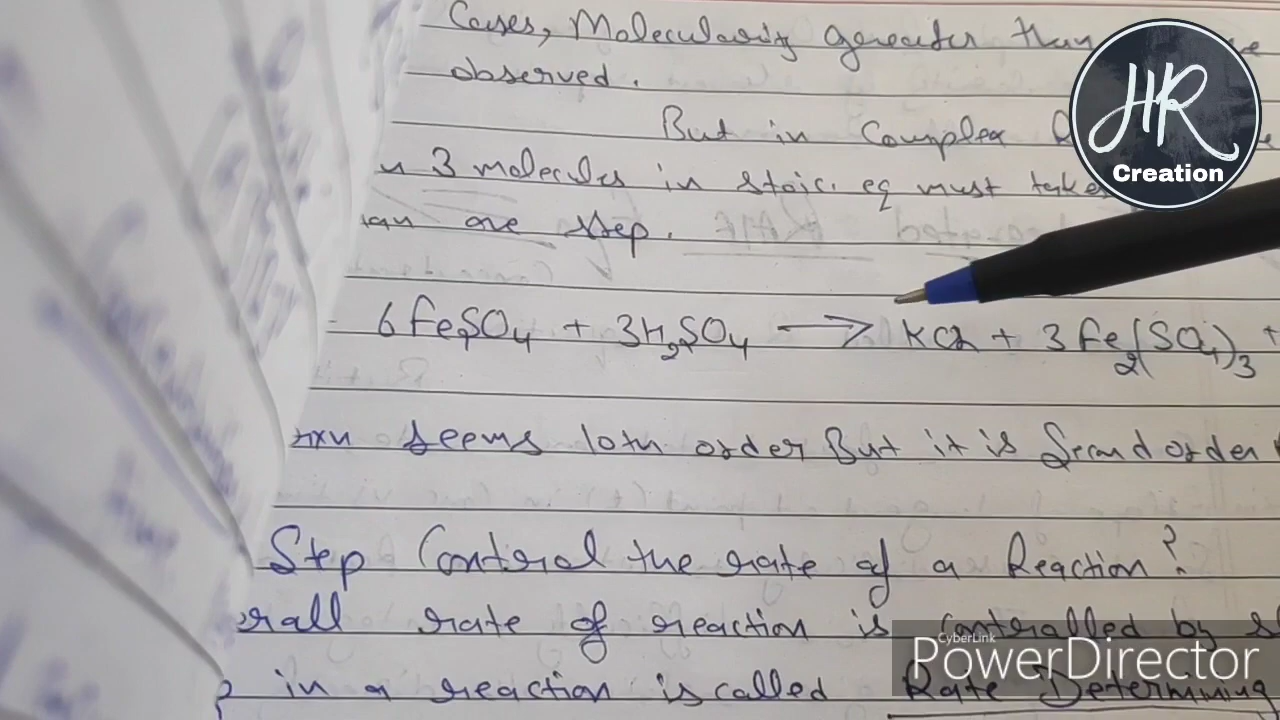 Cases, Molecularity greater than
observed.
But in Complex
3 molecules in stoic. eq must takes
one step.
6FeSO4 + 3H2SO4 → KCl + 3Fe2(SO4)3 +
rxn seems 10th order But it is Second order
Step Control the rate of a Reaction?
rall rate of reaction is controlled by
in a reaction is called Rate Determining
HR
Creation
CyberLink
PowerDirector